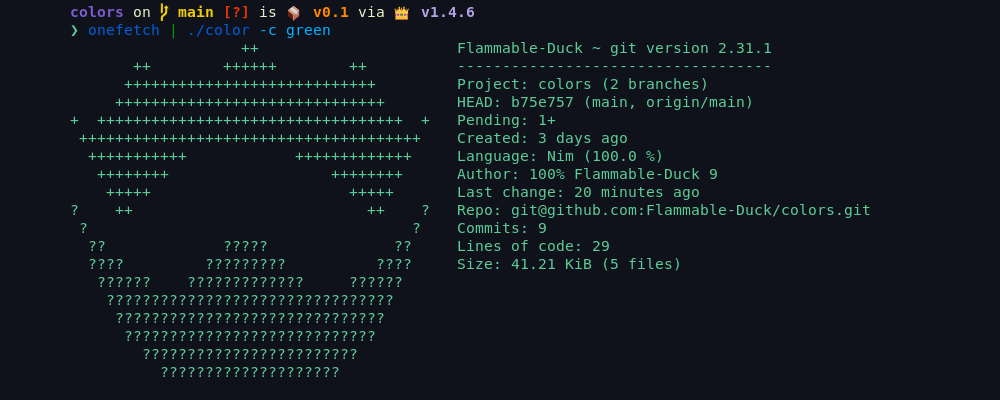 colors on main [?] is 📦 v0.1 via 👑 v1.4.6
❯ onefetch | ./color -c green
                   ++                      Flammable-Duck ~ git version 2.31.1
       ++        ++++++        ++          -----------------------------------
      ++++++++++++++++++++++++++++         Project: colors (2 branches)
     ++++++++++++++++++++++++++++++        HEAD: b75e757 (main, origin/main)
+  ++++++++++++++++++++++++++++++++++  +   Pending: 1+
 ++++++++++++++++++++++++++++++++++++++    Created: 3 days ago
  +++++++++++            +++++++++++++     Language: Nim (100.0 %)
   ++++++++                  ++++++++      Author: 100% Flammable-Duck 9
    +++++                      +++++       Last change: 20 minutes ago
?    ++                          ++    ?   Repo: git@github.com:Flammable-Duck/colors.git
 ?                                    ?    Commits: 9
  ??             ?????              ??     Lines of code: 29
  ????         ?????????          ????     Size: 41.21 KiB (5 files)
   ??????    ?????????????     ??????
    ????????????????????????????????
     ??????????????????????????????
      ????????????????????????????
        ????????????????????????
          ????????????????????